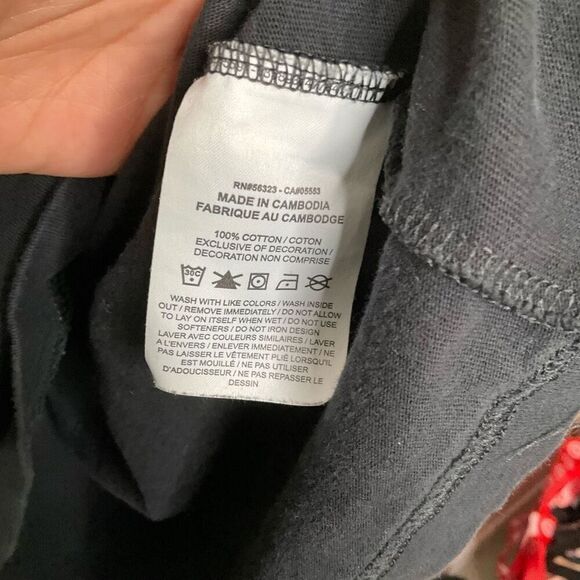 RN#56323 - CA#05553
MADE IN CAMBODIA
FABRIQUE AU CAMBODGE
100% COTTON / COTON
EXCLUSIVE OF DECORATION /
DECORATION NON COMPRISE
30C
WASH WITH LIKE COLORS / WASH INSIDE
OUT / REMOVE IMMEDIATELY / DO NOT ALLOW
TO LAY ON ITSELF WHEN WET / DO NOT USE
SOFTENERS / DO NOT IRON DESIGN
LAVER AVEC COULEURS SIMILAIRES / LAVER
A L'ENVERS / ENLEVER IMMEDIATEMENT / NE
PAS LAISSER LE VÊTEMENT PLIÉ LORSQU'IL
EST MOUILLÉ / NE PAS UTILISER
D'ADOUCISSEUR / NE PAS REPASSER LE
DESSIN